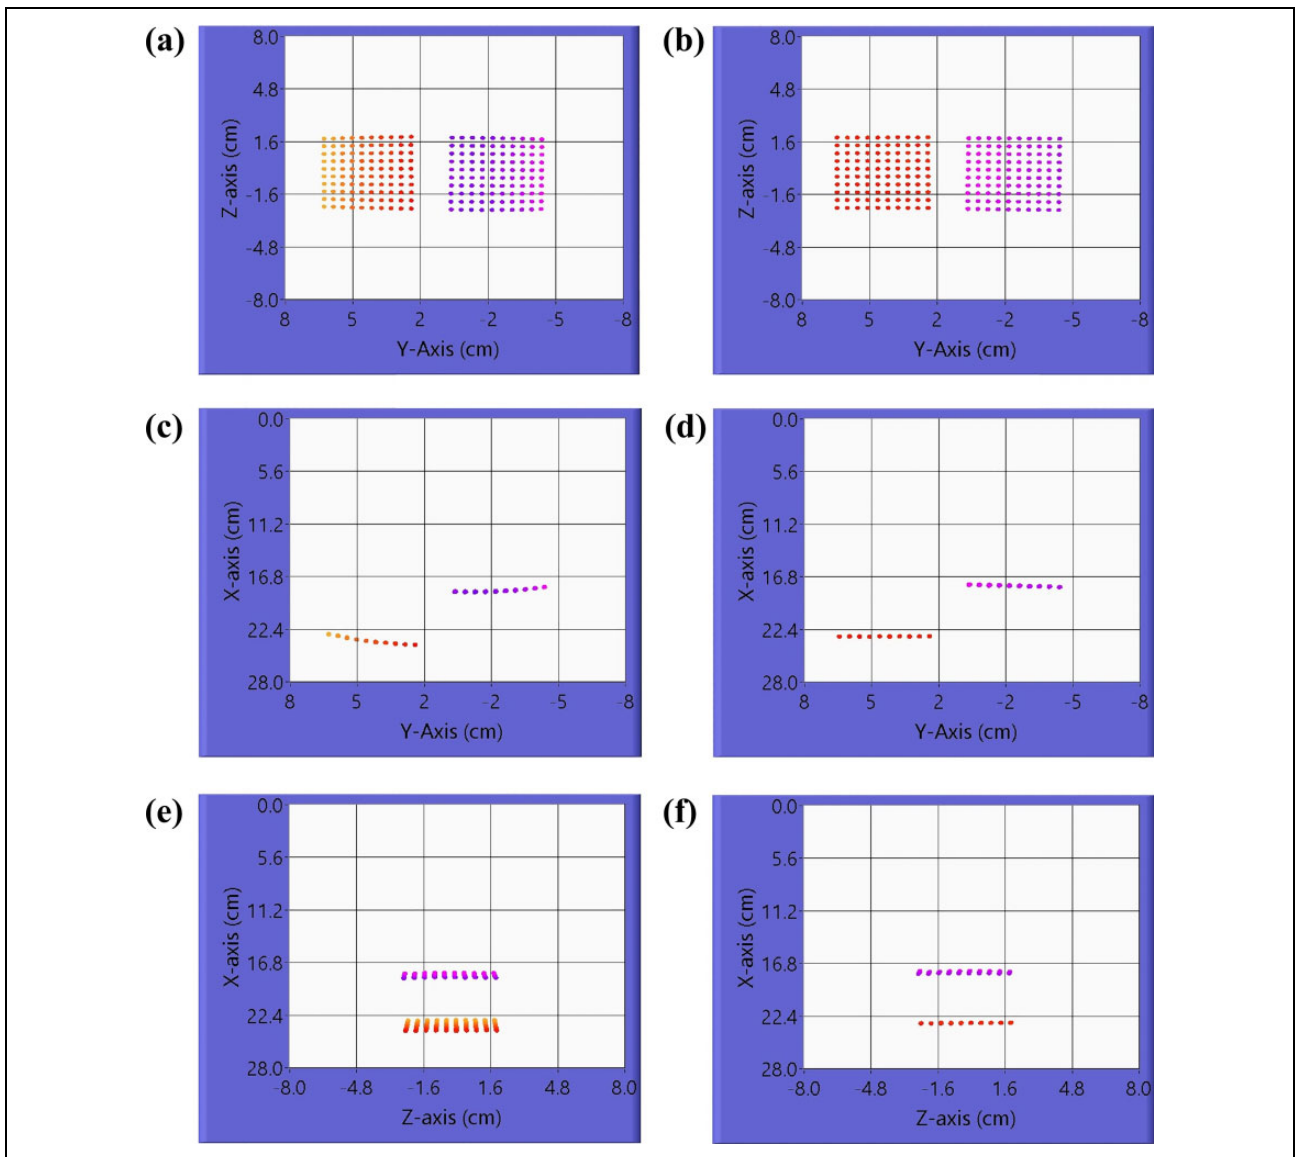 (a)
8.0
4.8
1.6
-1.6
-4.8
-8.0
Z-axis (cm)
8 5 2 -2 -5 -8
Y-Axis (cm)
(b)
8.0
4.8
1.6
-1.6
-4.8
-8.0
Z-axis (cm)
8 5 2 -2 -5 -8
Y-Axis (cm)
(c)
0.0
5.6
11.2
16.8
22.4
28.0
X-axis (cm)
8 5 2 -2 -5 -8
Y-Axis (cm)
(d)
0.0
5.6
11.2
16.8
22.4
28.0
X-axis (cm)
8 5 2 -2 -5 -8
Y-Axis (cm)
(e)
0.0
5.6
11.2
16.8
22.4
28.0
X-axis (cm)
-8.0 -4.8 -1.6 1.6 4.8 8.0
Z-axis (cm)
(f)
0.0
5.6
11.2
16.8
22.4
28.0
X-axis (cm)
-8.0 -4.8 -1.6 1.6 4.8 8.0
Z-axis (cm)